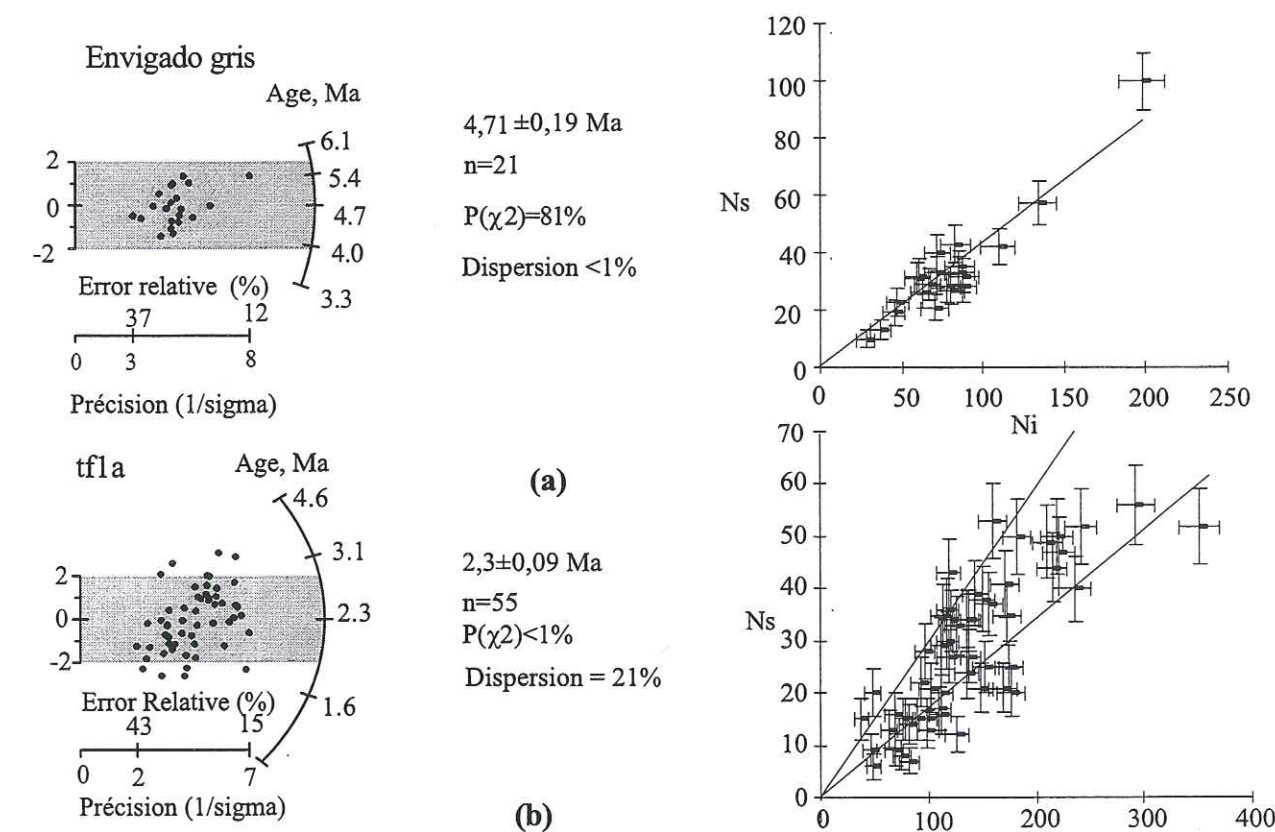 Envigado gris
Age, Ma
6.1
5.4
4.7
4.0
3.3
2
0
-2
Error relative (%)
37
12
0
3
8
Précision (1/sigma)
4,71 ±0,19 Ma
n=21
P(χ2)=81%
Dispersion <1%
120
100
80
60
40
20
0
Ns
0
50
100
150
200
250
Ni
(a)
tf1a
Age, Ma
4.6
3.1
2.3
1.6
2
0
-2
Error Relative (%)
43
15
0
2
7
Précision (1/sigma)
2,3±0,09 Ma
n=55
P(χ2)<1%
Dispersion = 21%
(b)
70
60
50
40
30
20
10
0
Ns
0
100
200
300
400